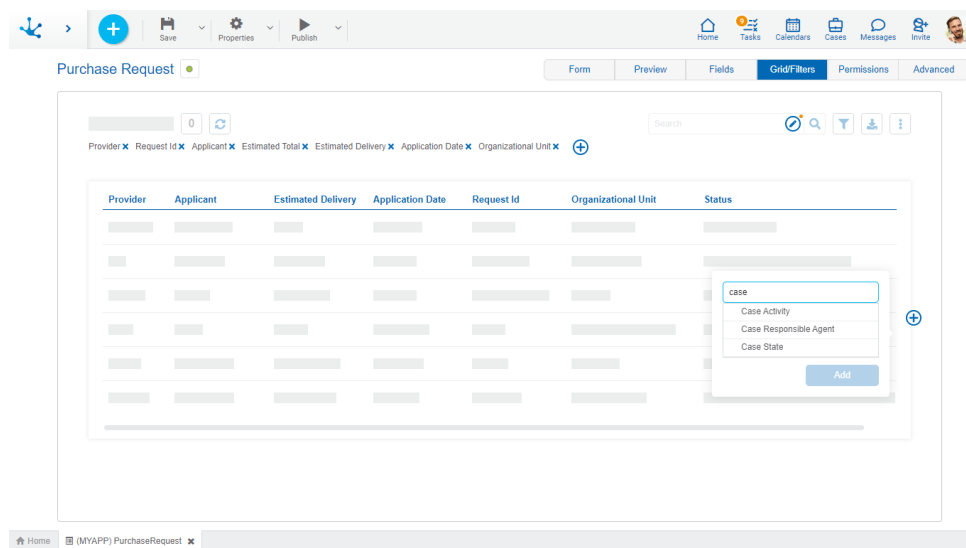 Save Properties Publish
9
Home Tasks Calendars Cases Messages Invite
Purchase Request
Form Preview Fields Grid/Filters Permissions Advanced
0
Search
Provider Request Id Applicant Estimated Total Estimated Delivery Application Date Organizational Unit
Provider Applicant Estimated Delivery Application Date Request Id Organizational Unit Status
case
Case Activity
Case Responsible Agent
Case State
Add
Home (MYAPP) PurchaseRequest